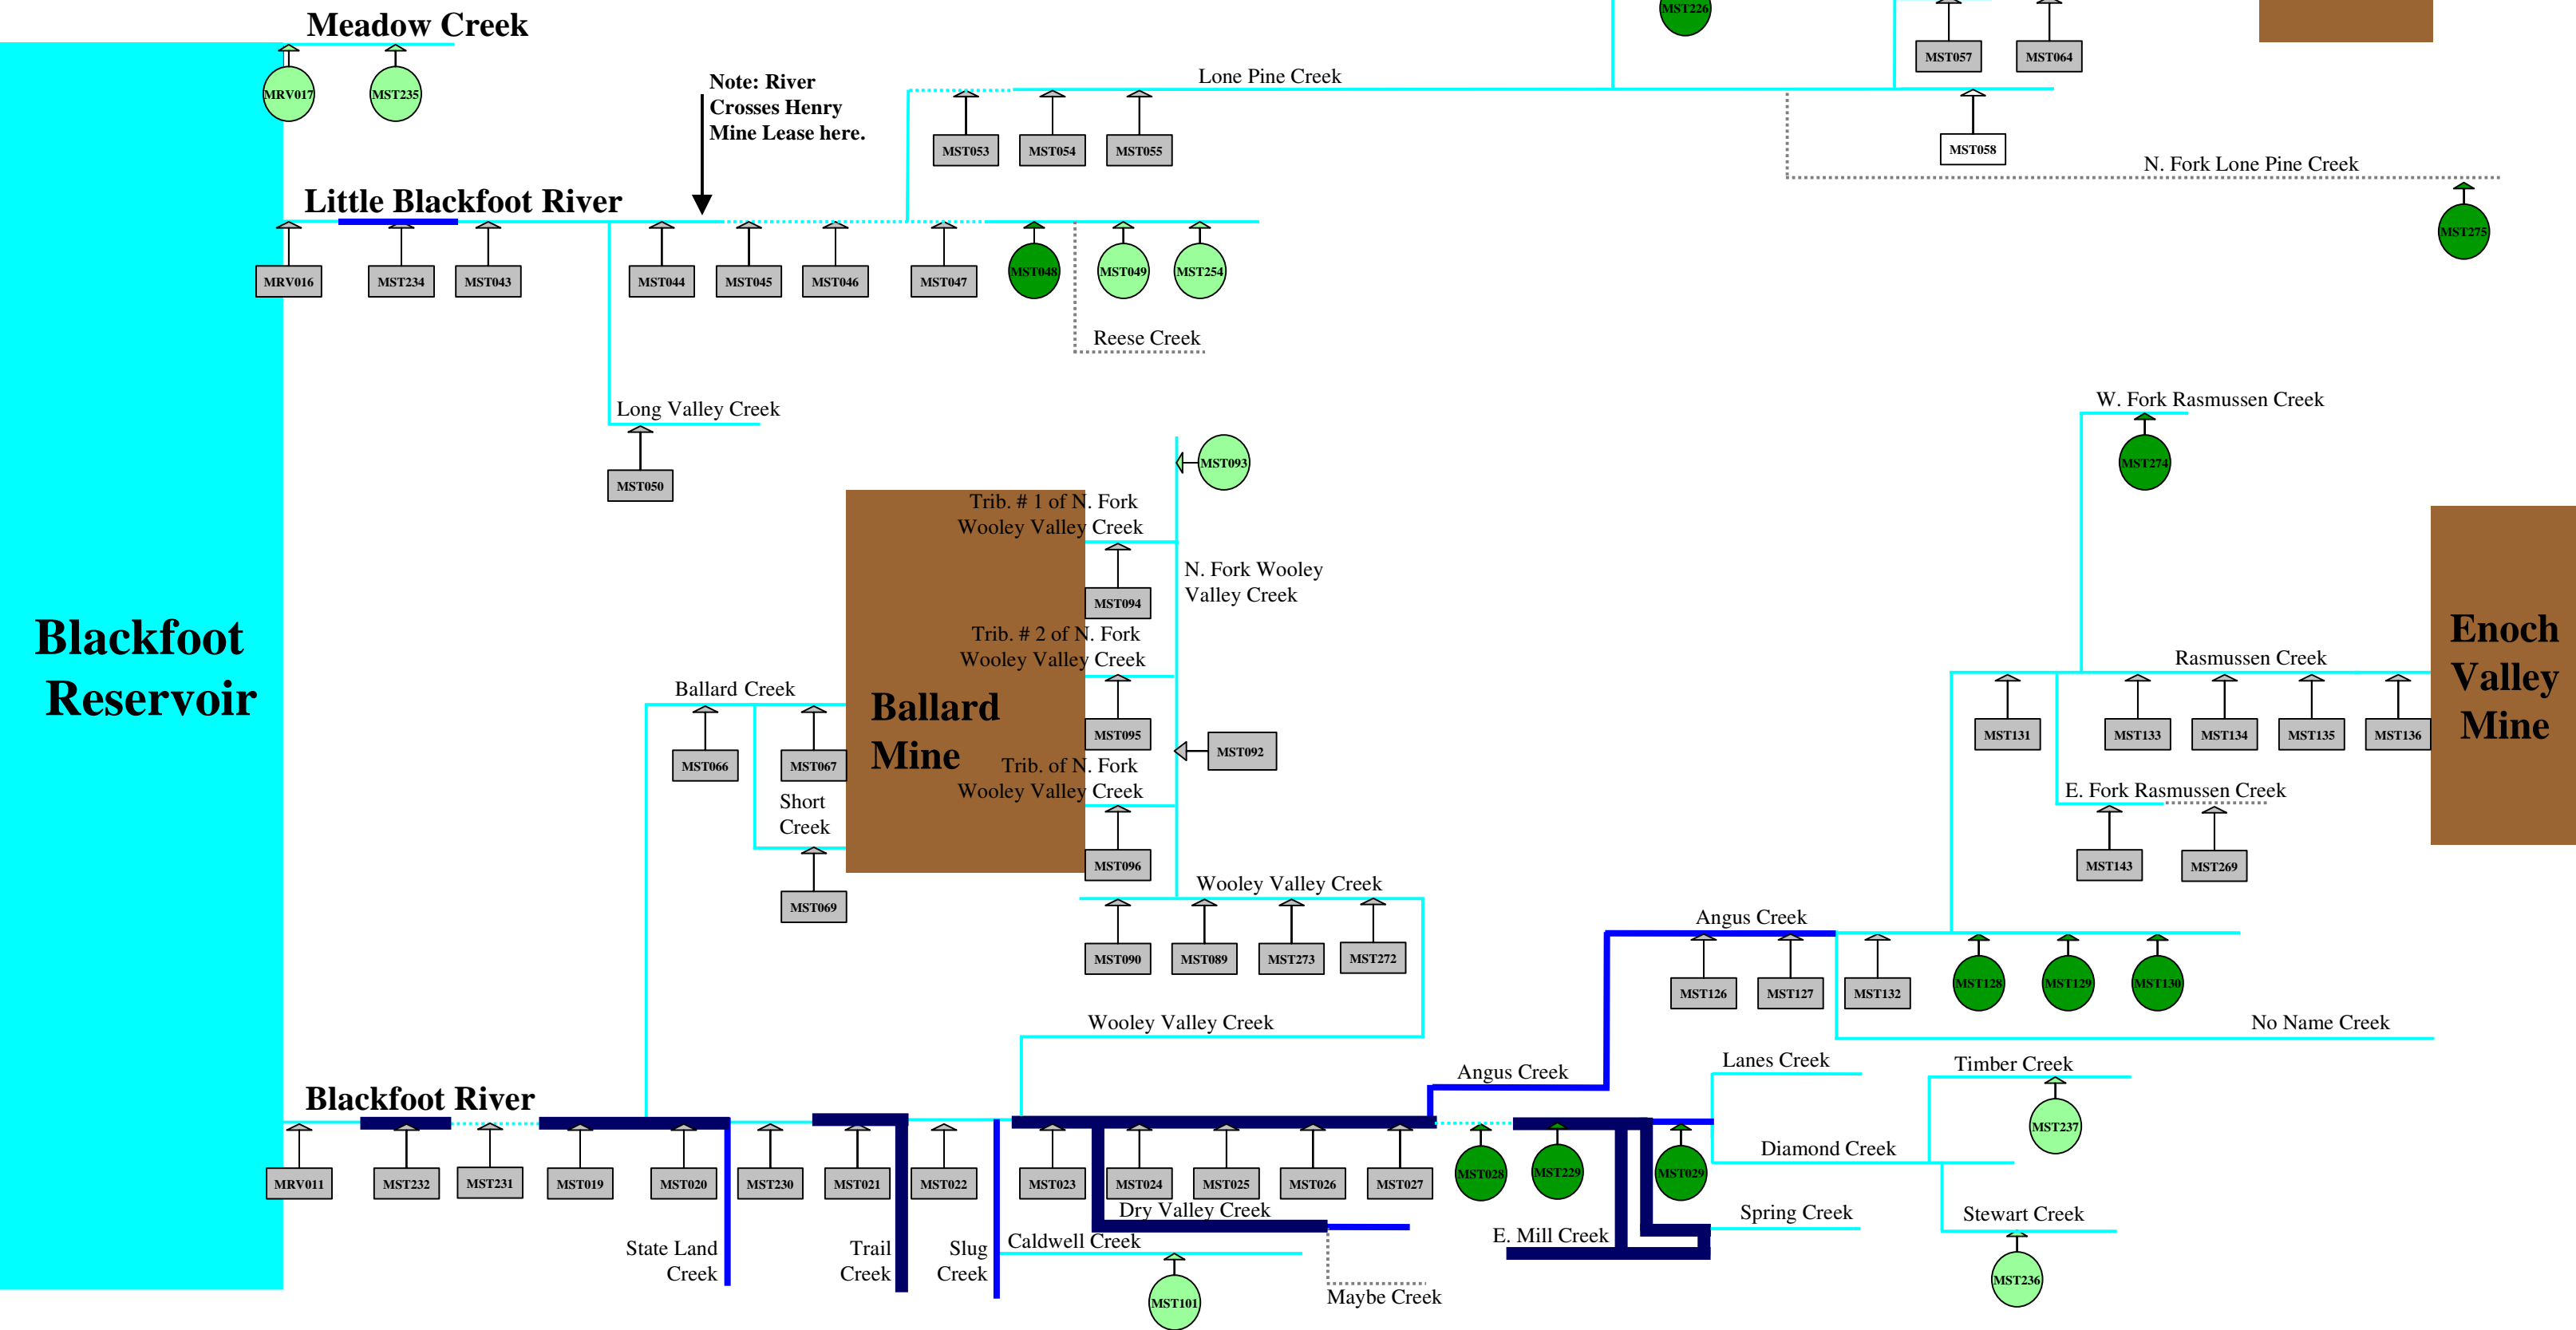 Meadow Creek
MST226
MST057
MST064
MRV017
MST235
Note: River
Crosses Henry
Mine Lease here.
Lone Pine Creek
MST053
MST054
MST055
MST058
N. Fork Lone Pine Creek
MST275
Little Blackfoot River
MRV016
MST234
MST043
MST044
MST045
MST046
MST047
MST048
MST049
MST254
Reese Creek
Long Valley Creek
MST050
W. Fork Rasmussen Creek
MST274
MST093
Trib. # 1 of N. Fork
Wooley Valley Creek
N. Fork Wooley
Valley Creek
MST094
Trib. # 2 of N. Fork
Wooley Valley Creek
MST095
MST092
Trib. of N. Fork
Wooley Valley Creek
MST096
Blackfoot
Reservoir
Ballard Creek
MST066
MST067
Short
Creek
MST069
Ballard
Mine
Enoch
Valley
Mine
Rasmussen Creek
MST131
MST133
MST134
MST135
MST136
E. Fork Rasmussen Creek
MST143
MST269
Wooley Valley Creek
MST090
MST089
MST273
MST272
Angus Creek
MST126
MST127
MST132
MST128
MST129
MST130
Wooley Valley Creek
No Name Creek
Angus Creek
Lanes Creek
Timber Creek
MST237
Blackfoot River
Diamond Creek
MRV011
MST232
MST231
MST019
MST020
MST230
MST021
MST022
MST023
MST024
MST025
MST026
MST027
MST028
MST229
MST029
Dry Valley Creek
Spring Creek
Stewart Creek
E. Mill Creek
State Land
Creek
Trail
Creek
Slug
Creek
Caldwell Creek
MST101
Maybe Creek
MST236